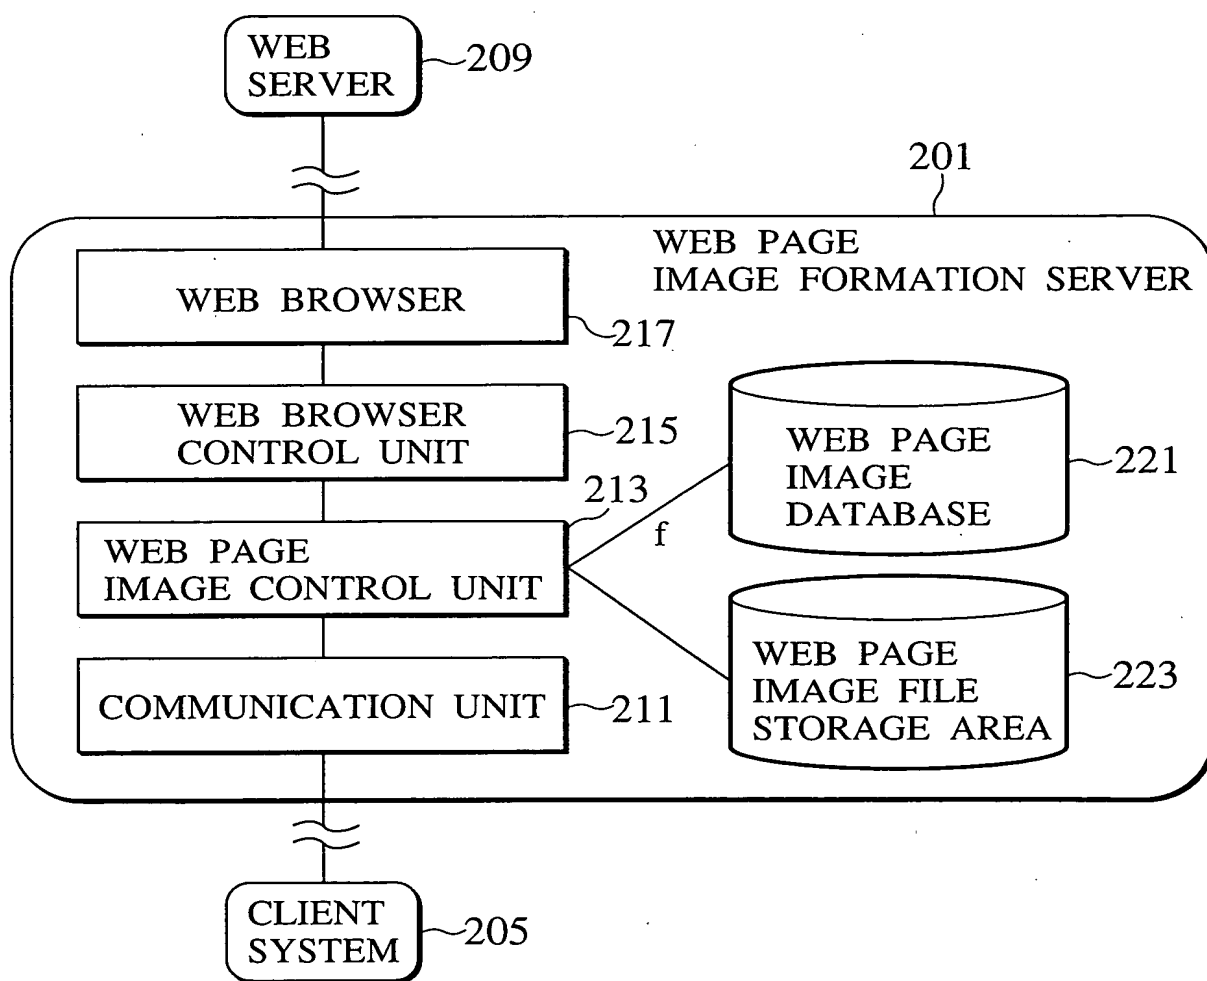 WEB
SERVER
209
201
WEB PAGE
IMAGE FORMATION SERVER
WEB BROWSER
217
WEB BROWSER
CONTROL UNIT
215
213
WEB PAGE
IMAGE CONTROL UNIT
f
WEB PAGE
IMAGE
DATABASE
221
WEB PAGE
IMAGE FILE
STORAGE AREA
223
COMMUNICATION UNIT
211
CLIENT
SYSTEM
205